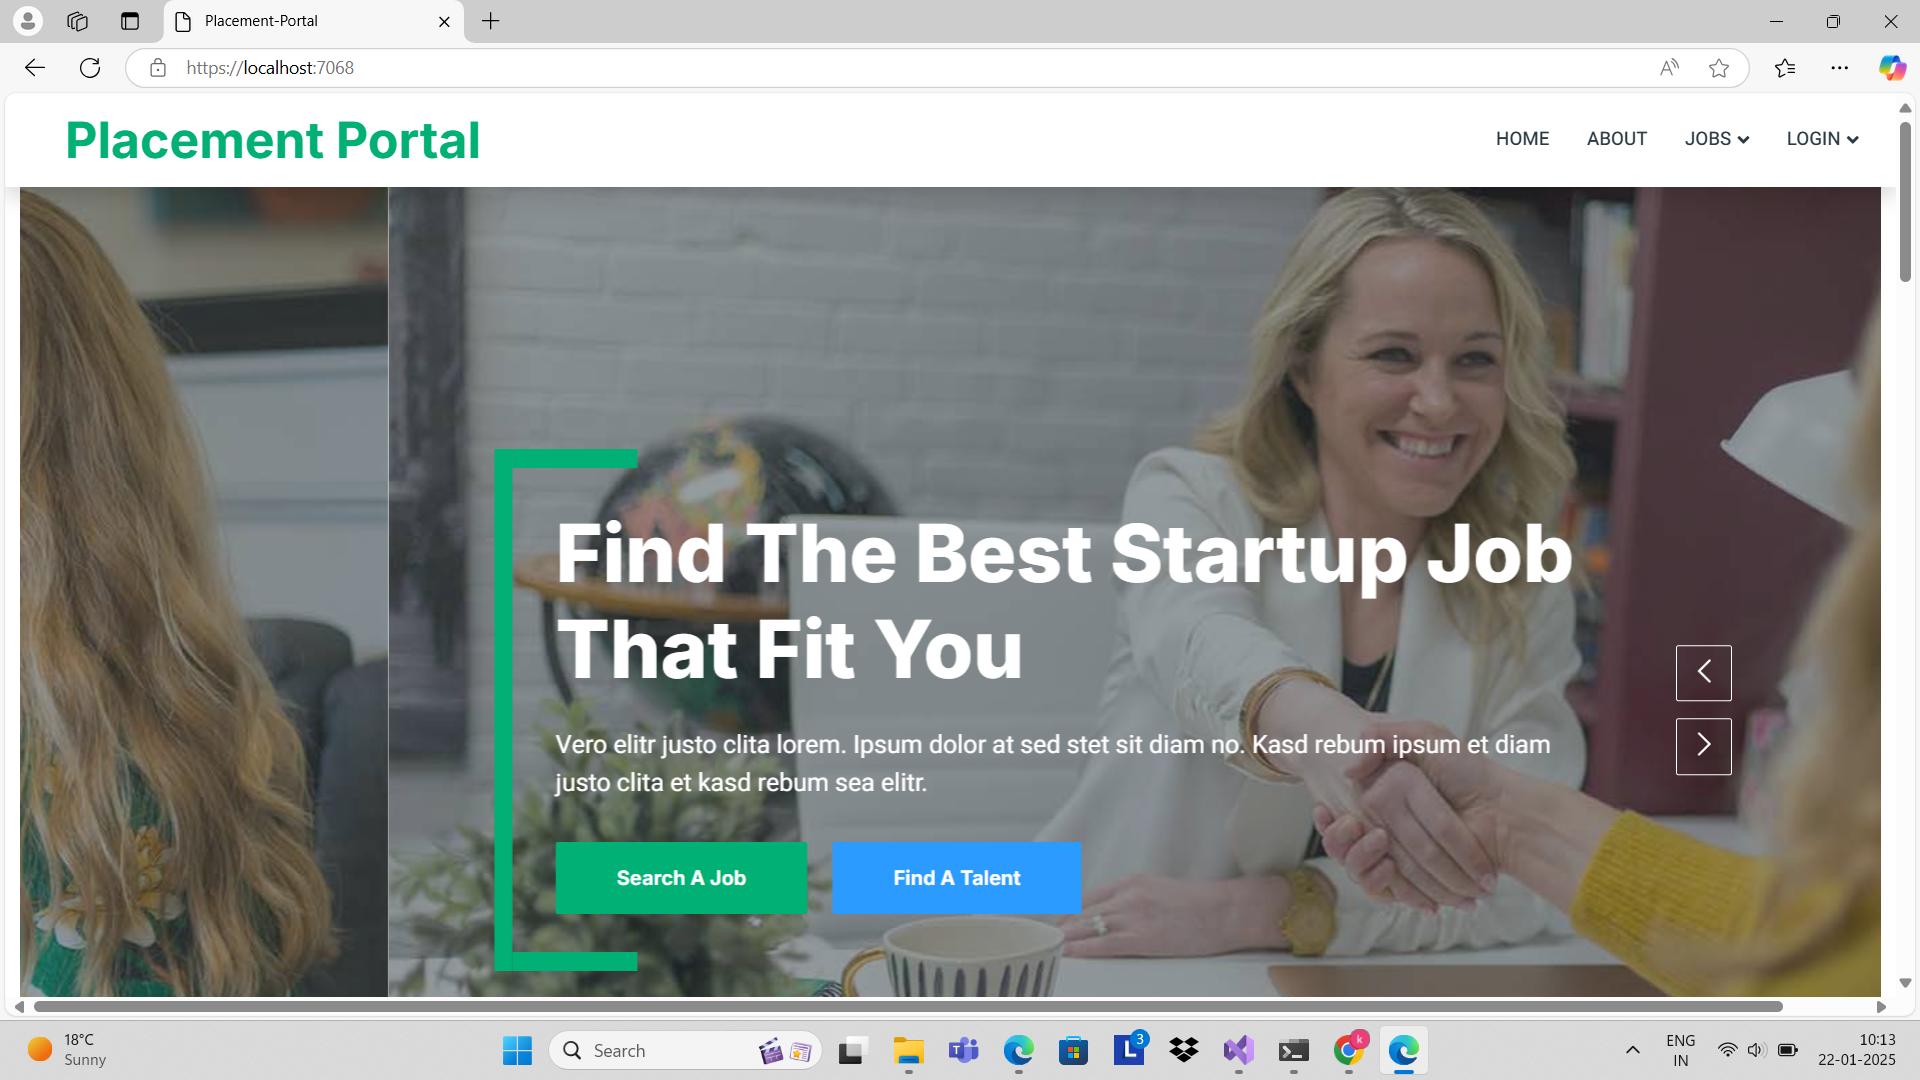 Placement-Portal
https://localhost:7068
Placement Portal
HOME
ABOUT
JOBS
LOGIN
Find The Best Startup Job
That Fit You
Vero elitr justo clita lorem. Ipsum dolor at sed stet sit diam no. Kasd rebum ipsum et diam
justo clita et kasd rebum sea elitr.
Search A Job
Find A Talent
18°C
Sunny
Search
L
3
k
ENG
IN
10:13
22-01-2025